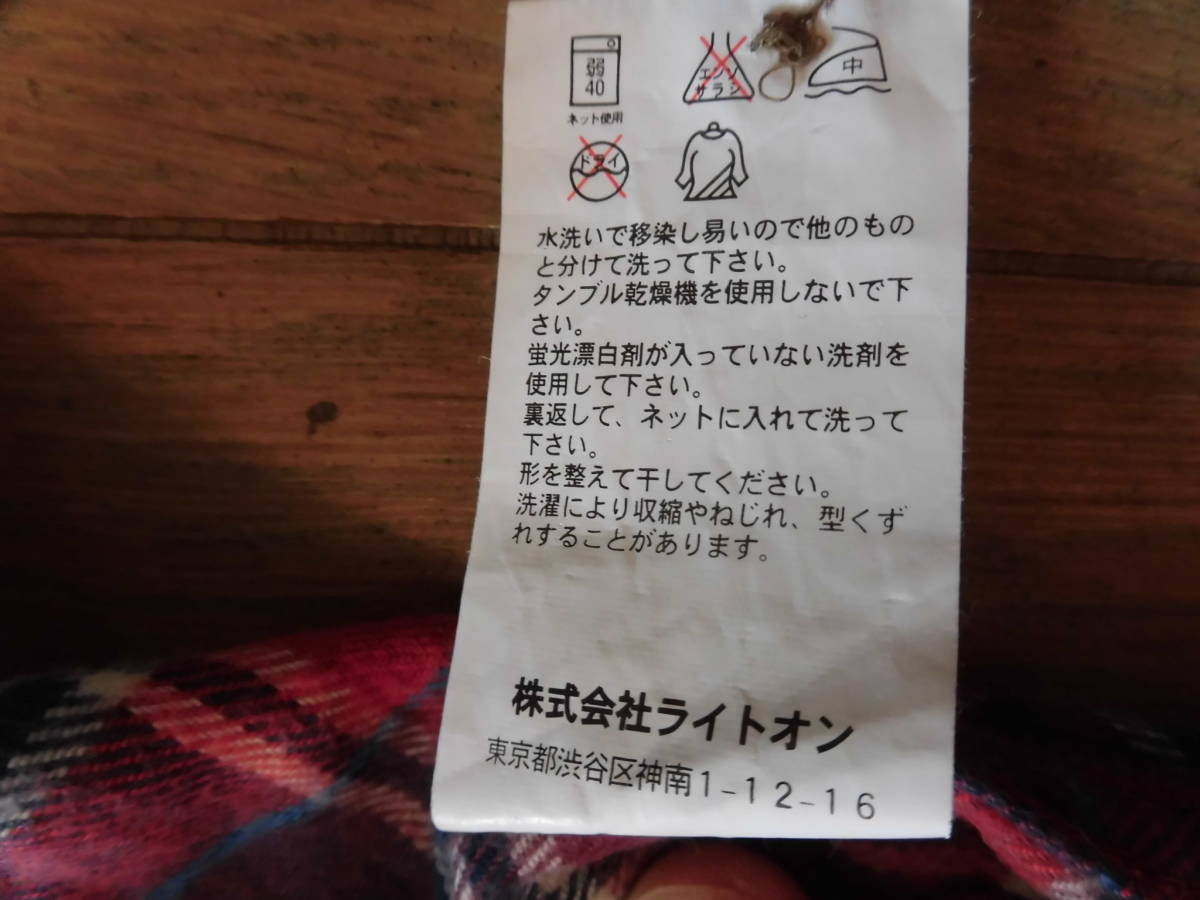 弱
40
ネット使用
エンソ
サラシ
中
ドライ
水洗いで移染し易いので他のもの
と分けて洗って下さい。
タンブル乾燥機を使用しないで下
さい。
蛍光漂白剤が入っていない洗剤を
使用して下さい。
裏返して、ネットに入れて洗って
下さい。
形を整えて干してください。
洗濯により収縮やねじれ、型くず
れすることがあります。
株式会社ライトオン
東京都渋谷区神南1-12-16